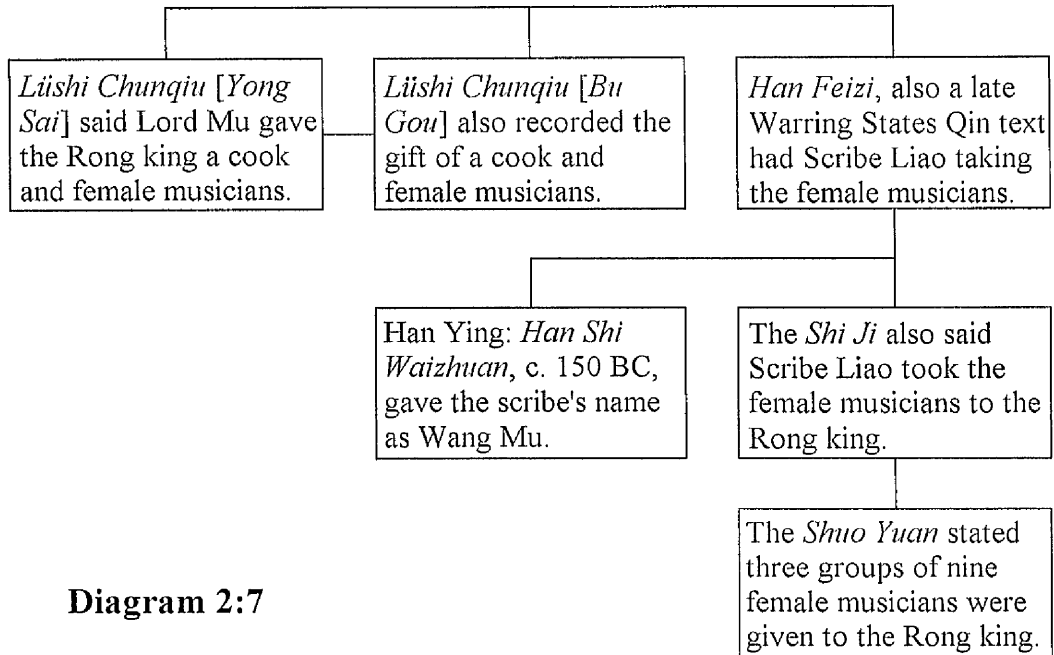 Lüshi Chunqiu [Yong
Sai] said Lord Mu gave
the Rong king a cook
and female musicians.
Lüshi Chunqiu [Bu
Gou] also recorded the
gift of a cook and
female musicians.
Han Feizi, also a late
Warring States Qin text
had Scribe Liao taking
the female musicians.
Han Ying: Han Shi
Waizhuan, c. 150 BC,
gave the scribe's name
as Wang Mu.
The Shi Ji also said
Scribe Liao took the
female musicians to the
Rong king.
The Shuo Yuan stated
three groups of nine
female musicians were
given to the Rong king.
Diagram 2:7